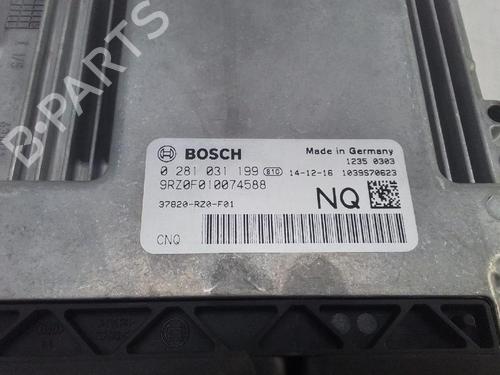 B-PARTS
BOSCH
Made in Germany
0 281 031 199 810 14-12-16
1235 0303
1039S70623
9RZ0F010074588
NQ
37820-RZ0-F01
CNQ